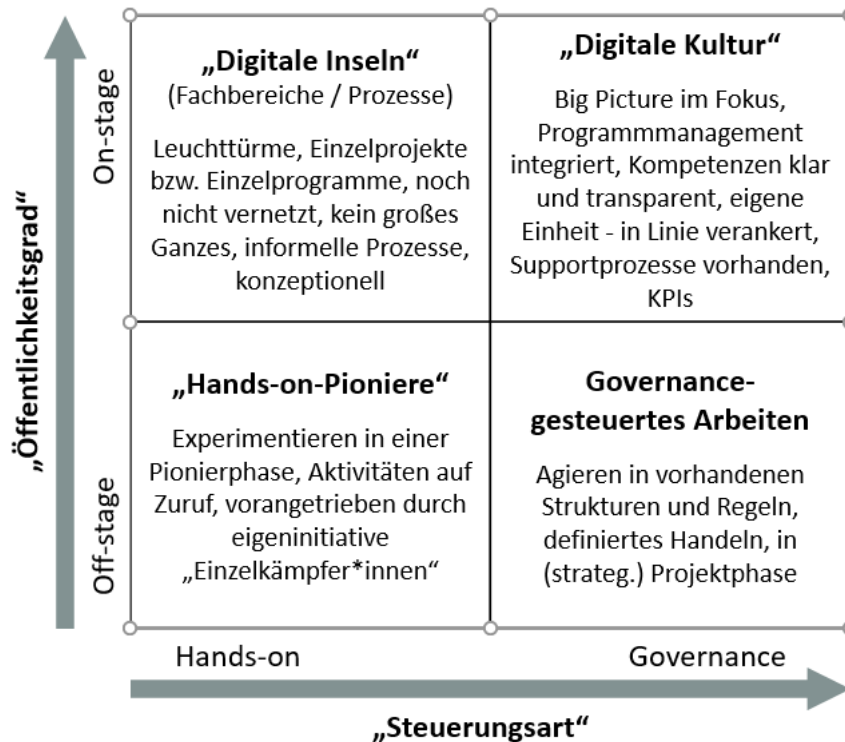 „Öffentlichkeitsgrad“
On-stage
„Digitale Inseln“
(Fachbereiche / Prozesse)
Leuchttürme, Einzelprojekte
bzw. Einzelprogramme, noch
nicht vernetzt, kein großes
Ganzes, informelle Prozesse,
konzeptionell
„Digitale Kultur“
Big Picture im Fokus,
Programmmanagement
integriert, Kompetenzen klar
und transparent, eigene
Einheit - in Linie verankert,
Supportprozesse vorhanden,
KPIs
Off-stage
„Hands-on-Pioniere“
Experimentieren in einer
Pionierphase, Aktivitäten auf
Zuruf, vorangetrieben durch
eigeninitiative
„Einzelkämpfer*innen“
Governance-
gesteuertes Arbeiten
Agieren in vorhandenen
Strukturen und Regeln,
definiertes Handeln, in
(strateg.) Projektphase
Hands-on
Governance
„Steuerungsart“